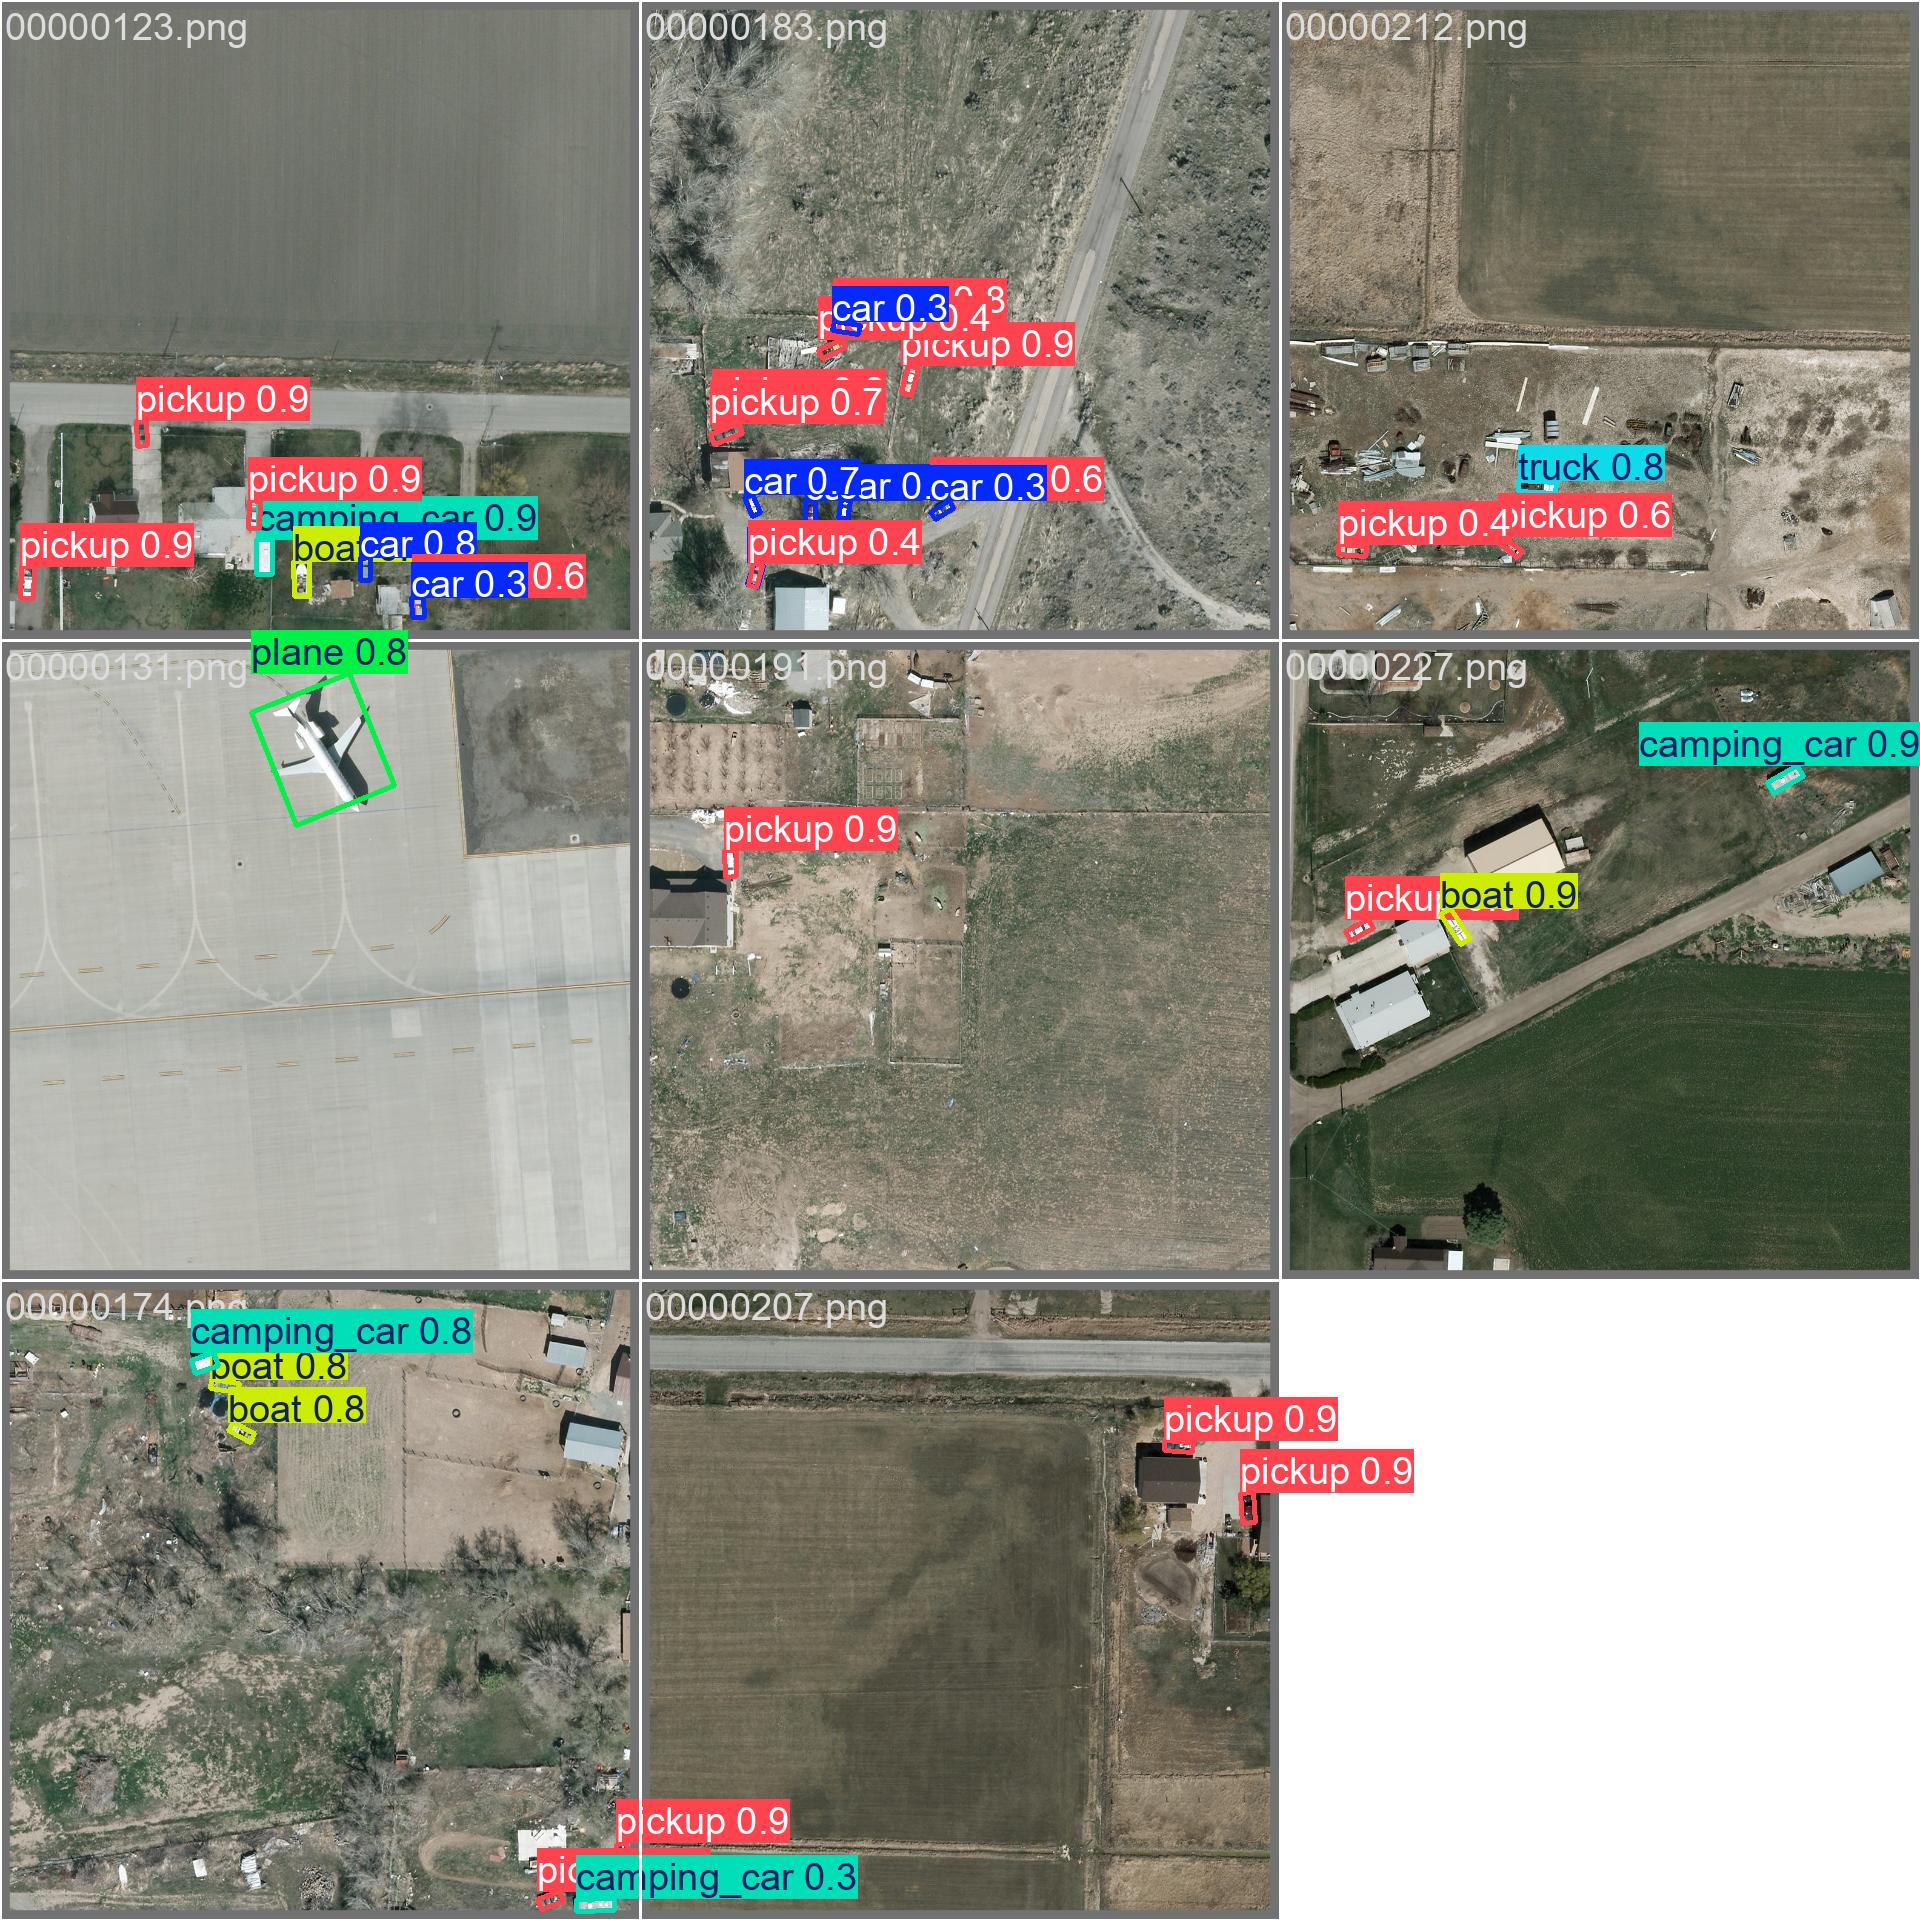 00000123.png
pickup 0.9
pickup 0.9
camping_car 0.9
pickup 0.9
boat
car 0.8
car 0.3
0.6
00000183.png
car 0.3
0.4
pickup 0.9
pickup 0.7
car 0.7
car 0.3
0.6
pickup 0.4
00000212.png
truck 0.8
pickup 0.4
pickup 0.6
00000131.png
plane 0.8
00000191.png
pickup 0.9
00000227.png
camping_car 0.9
boat 0.9
00000174.png
camping_car 0.8
boat 0.8
boat 0.8
pickup 0.9
camping_car 0.3
00000207.png
pickup 0.9
pickup 0.9